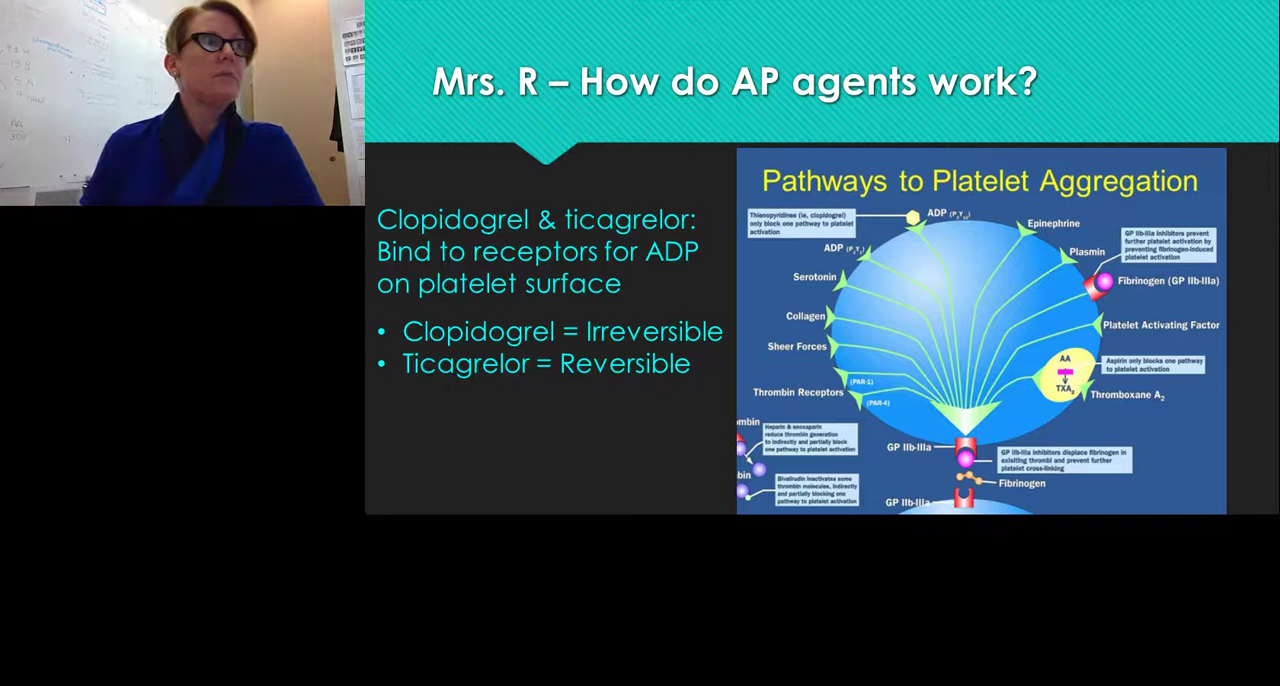 Mrs. R – How do AP agents work?
Clopidogrel & ticagrelor:
Bind to receptors for ADP
on platelet surface
• Clopidogrel = Irreversible
• Ticagrelor = Reversible
Pathways to Platelet Aggregation
Thienopyridines (ie, clopidogrel)
only block one pathway to platelet
activation
ADP (P₂Y₁₂)
Epinephrine
GP IIb-IIIa inhibitors prevent
further platelet activation by
preventing fibrinogen-induced
platelet activation
ADP (P₂Y₁)
Plasmin
Serotonin
Fibrinogen (GP IIb-IIIa)
Collagen
Platelet Activating Factor
Sheer Forces
AA
Aspirin only blocks one pathway
to platelet activation
(PAR-1)
TXA₂
Thrombin Receptors
Thromboxane A₂
(PAR-4)
mbin
Heparin & enoxaperin
reduce thrombin generation
to indirectly and partially block
one pathway to platelet activation
GP IIb-IIIa
GP IIb-IIIa inhibitors displace fibrinogen in
exisiting thrombi and prevent further
platelet cross-linking
bin
Bivalirudin inactivates some
thrombin molecules, indirectly
and partially blocking one
pathway to platelet activation
Fibrinogen
GP IIb-IIIa